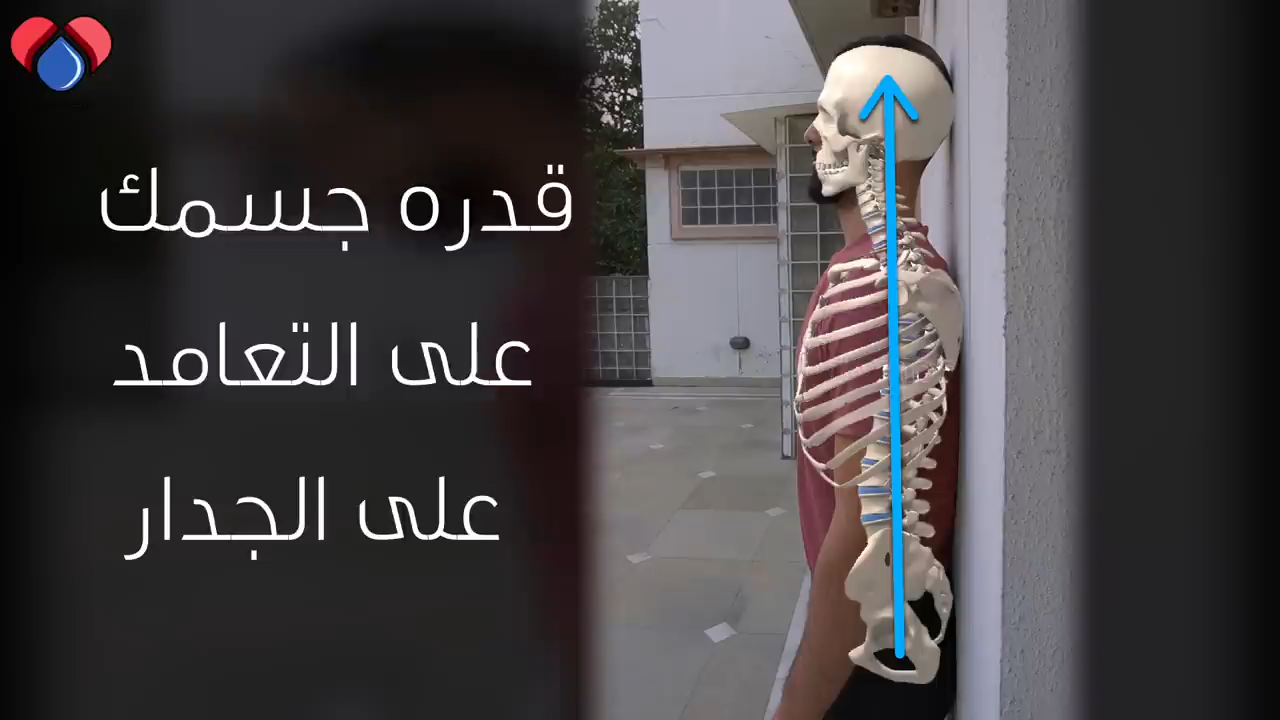 قدره جسمك
على التعامد
على الجدار